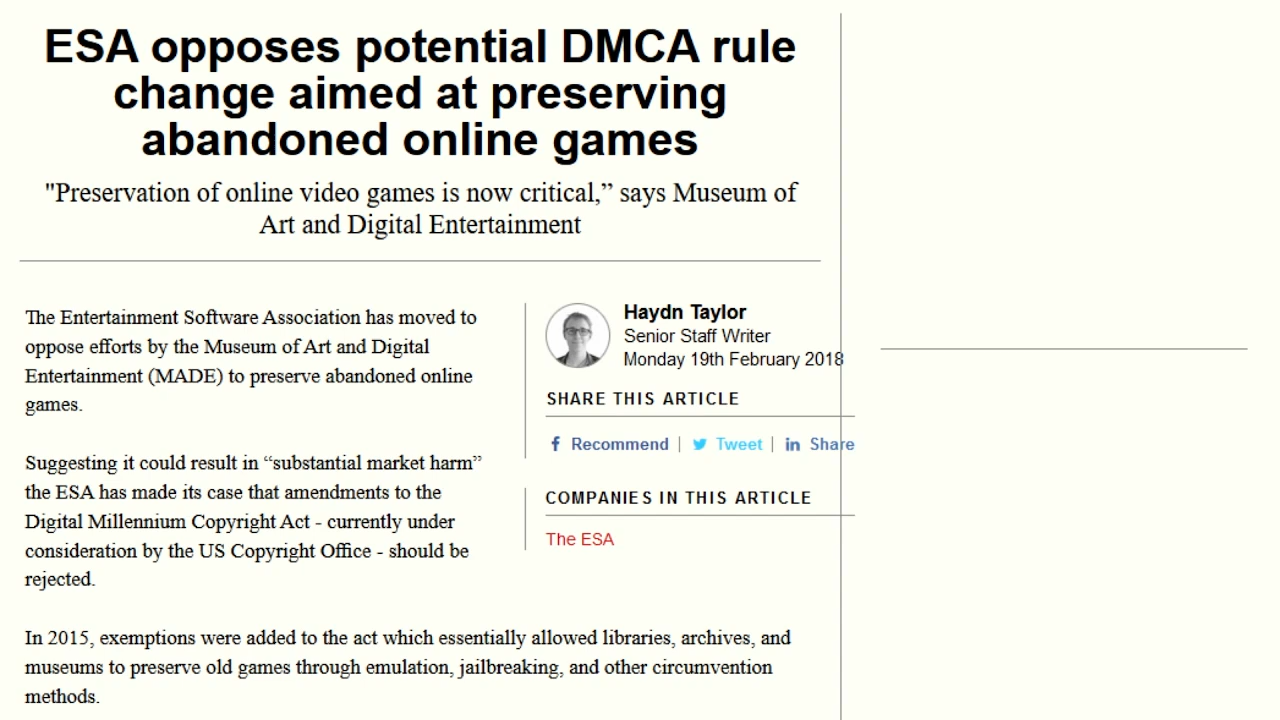 ESA opposes potential DMCA rule
change aimed at preserving
abandoned online games
"Preservation of online video games is now critical,” says Museum of
Art and Digital Entertainment
The Entertainment Software Association has moved to
oppose efforts by the Museum of Art and Digital
Entertainment (MADE) to preserve abandoned online
games.
Suggesting it could result in “substantial market harm”
the ESA has made its case that amendments to the
Digital Millennium Copyright Act - currently under
consideration by the US Copyright Office - should be
rejected.
In 2015, exemptions were added to the act which essentially allowed libraries, archives, and
museums to preserve old games through emulation, jailbreaking, and other circumvention
methods.
Haydn Taylor
Senior Staff Writer
Monday 19th February 2018
SHARE THIS ARTICLE
Recommend | Tweet | Share
COMPANIES IN THIS ARTICLE
The ESA